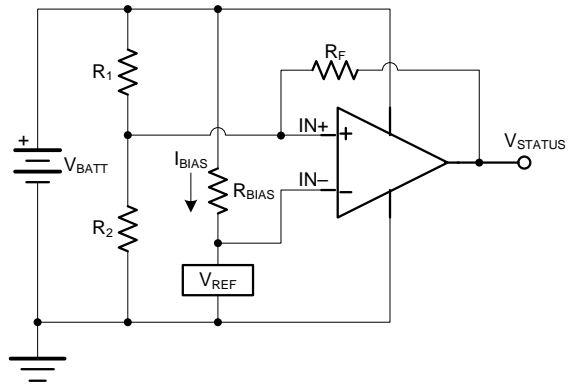 R1
RF
IN+
+
VSTATUS
+
VBATT
IBIAS
RBIAS
IN−
−
R2
VREF